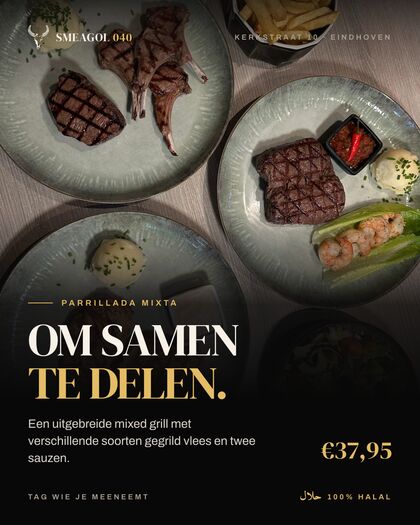 SMEAGOL 040
KERKSTRAAT 10 - EINDHOVEN
PARRILLADA MIXTA
OM SAMEN
TE DELEN.
Een uitgebreide mixed grill met
verschillende soorten gegrild vlees en twee
sauzen.
€37,95
TAG WIE JE MEENEEMT
حلال 100% HALAL